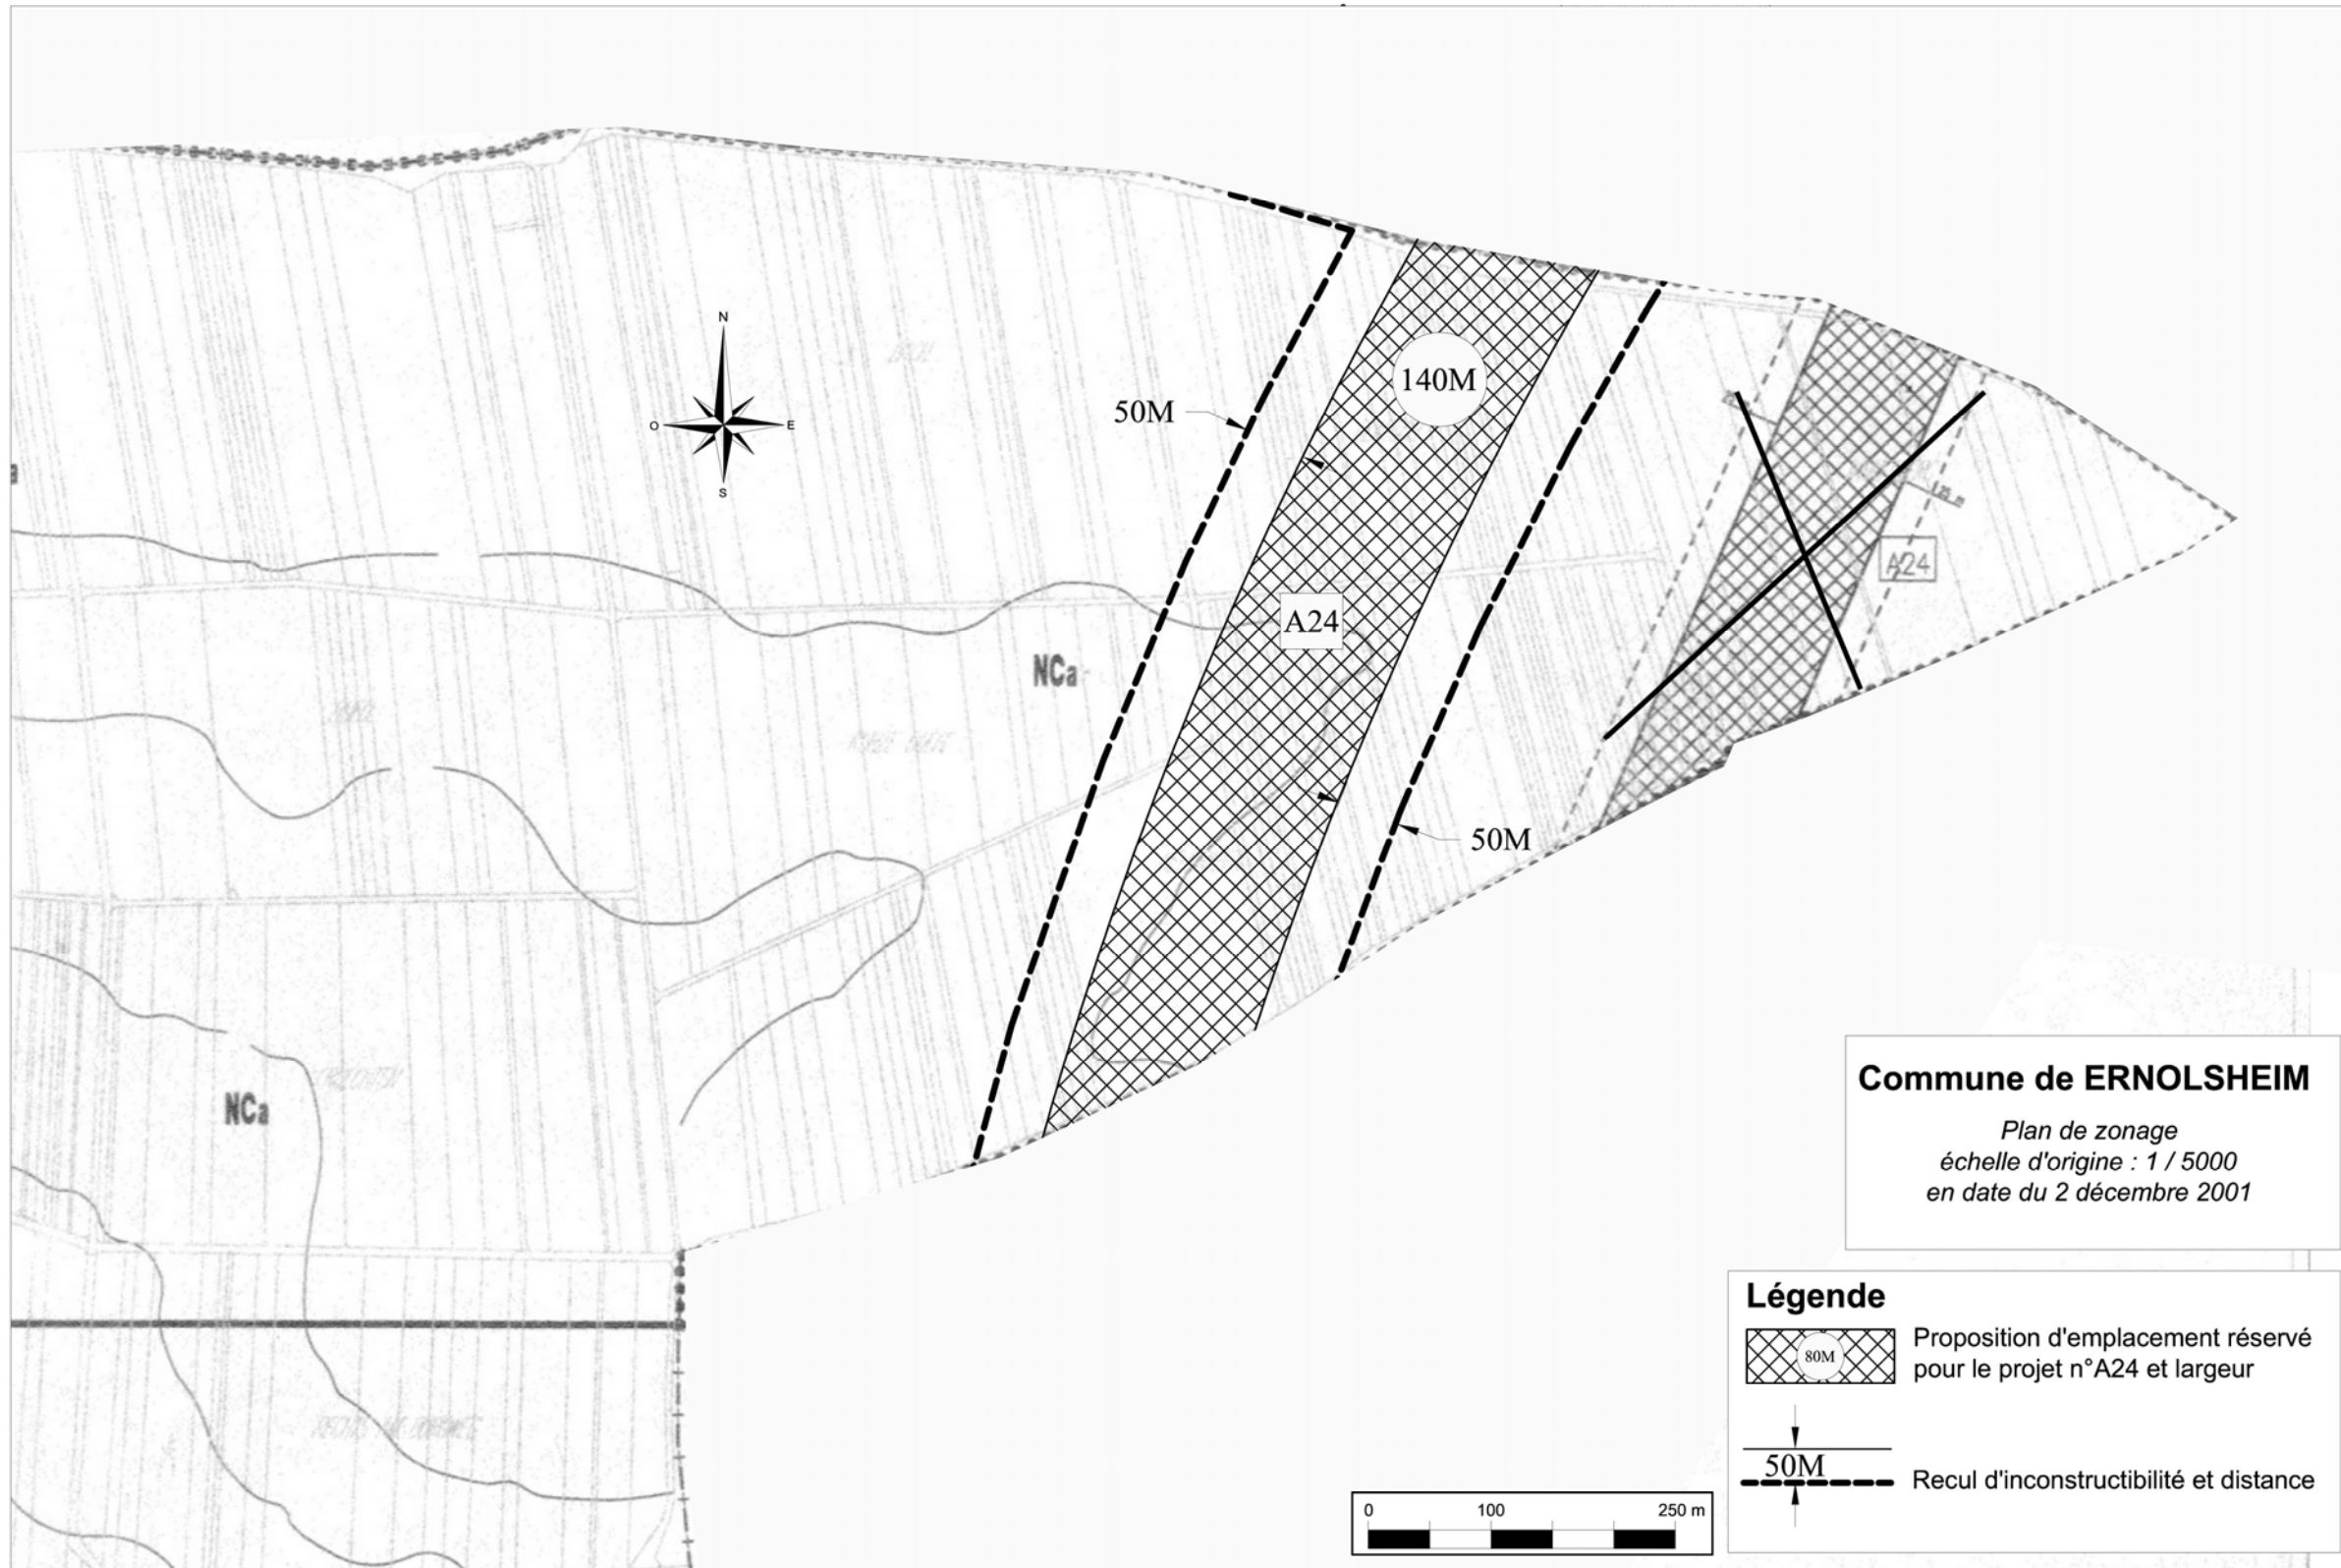 N
O
E
S
50M
140M
A24
A24
NCa
50M
NCa
Commune de ERNOLSHEIM
Plan de zonage
échelle d'origine : 1 / 5000
en date du 2 décembre 2001
Légende
80M
Proposition d'emplacement réservé
pour le projet n°A24 et largeur
50M
Recul d'inconstructibilité et distance
0 100 250 m